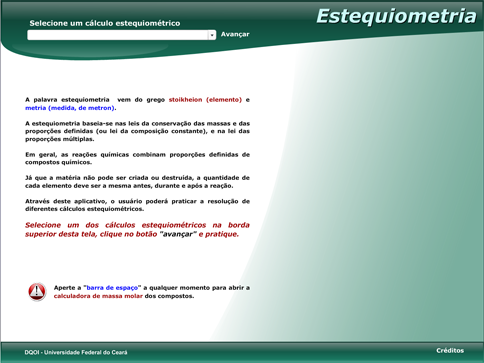 Estequiometria
Selecione um cálculo estequiométrico
Avançar
A palavra estequiometria vem do grego stoikheion (elemento) e
metria (medida, de metron).
A estequiometria baseia-se nas leis da conservação das massas e das
proporções definidas (ou lei da composição constante), e na lei das
proporções múltiplas.
Em geral, as reações químicas combinam proporções definidas de
compostos químicos.
Já que a matéria não pode ser criada ou destruída, a quantidade de
cada elemento deve ser a mesma antes, durante e após a reação.
Através deste aplicativo, o usuário poderá praticar a resolução de
diferentes cálculos estequiométricos.
Selecione um dos cálculos estequiométricos na borda
superior desta tela, clique no botão "avançar" e pratique.
Aperte a "barra de espaço" a qualquer momento para abrir a
calculadora de massa molar dos compostos.
DQOI - Universidade Federal do Ceará
Créditos